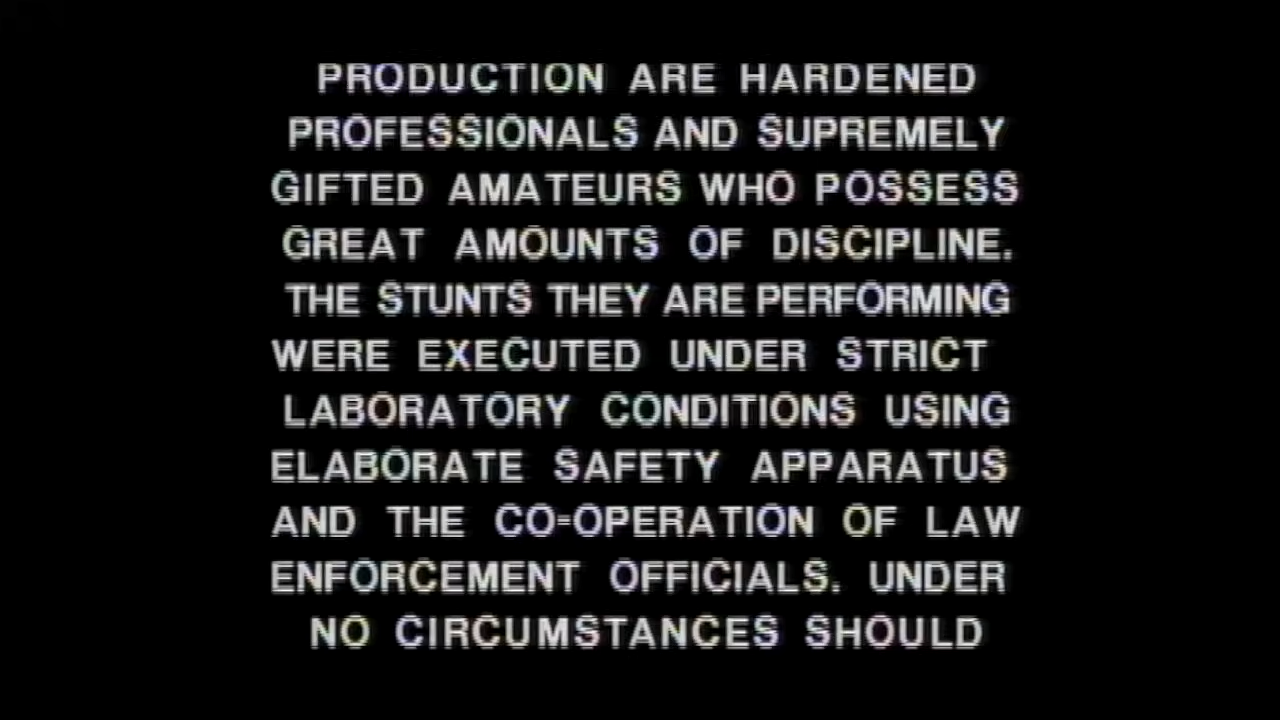 PRODUCTION ARE HARDENED
PROFESSIONALS AND SUPREMELY
GIFTED AMATEURS WHO POSSESS
GREAT AMOUNTS OF DISCIPLINE.
THE STUNTS THEY ARE PERFORMING
WERE EXECUTED UNDER STRICT
LABORATORY CONDITIONS USING
ELABORATE SAFETY APPARATUS
AND THE CO-OPERATION OF LAW
ENFORCEMENT OFFICIALS. UNDER
NO CIRCUMSTANCES SHOULD